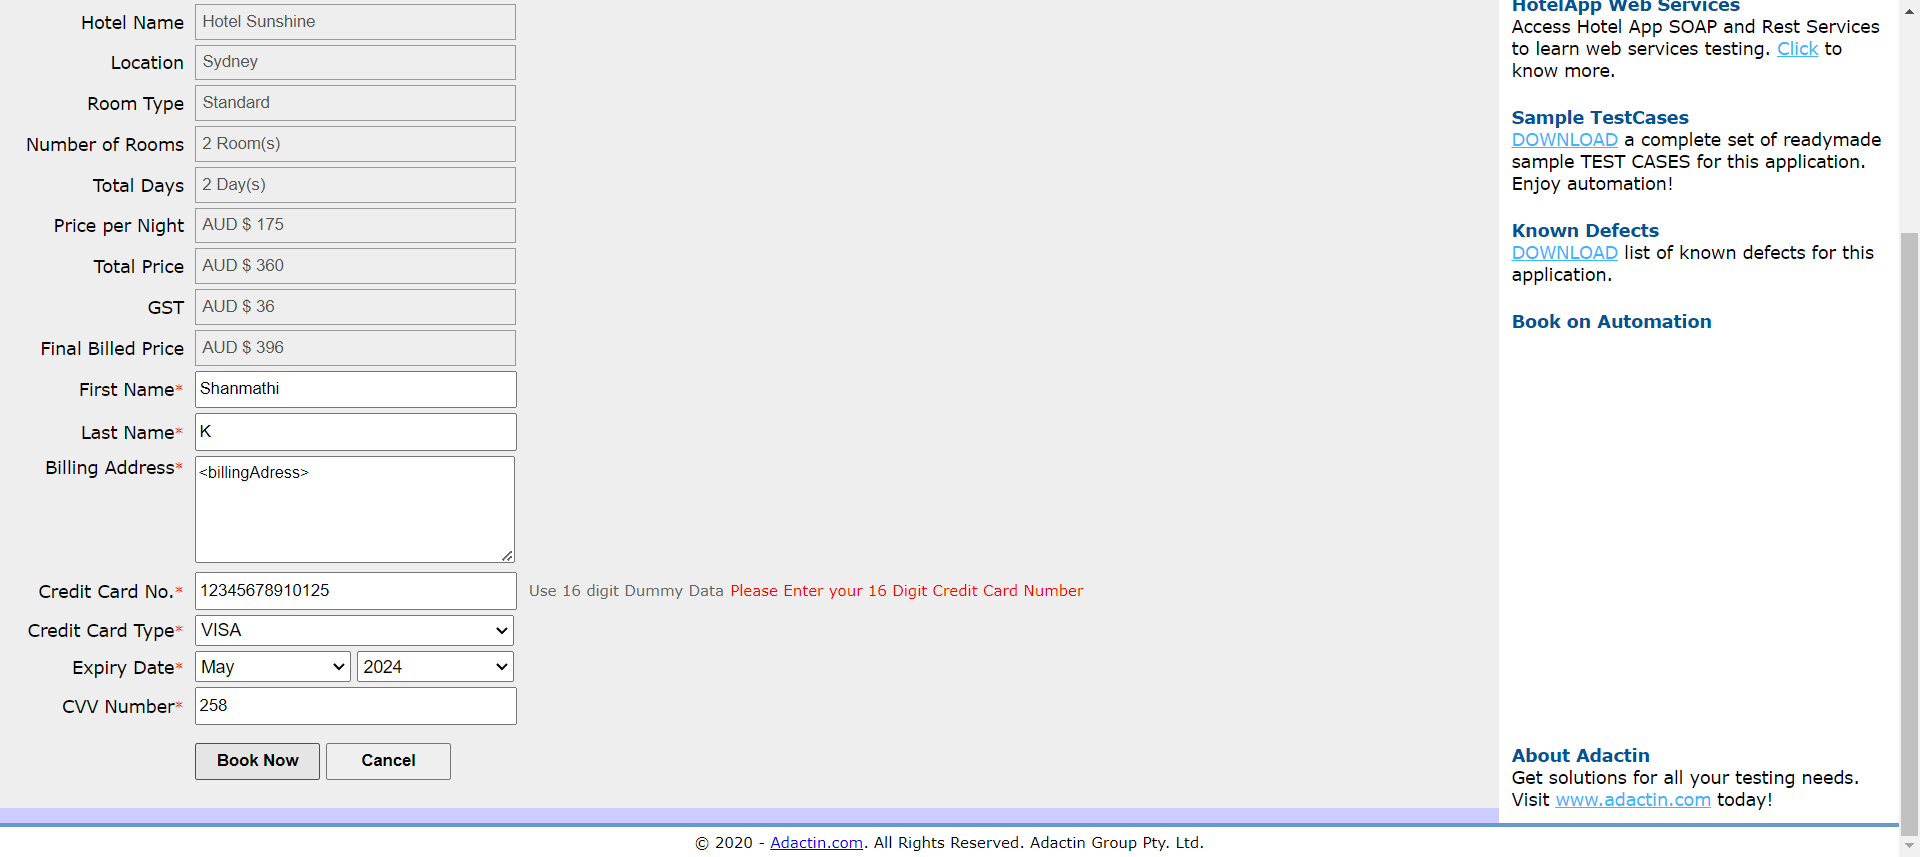 Hotel Name Hotel Sunshine
Location Sydney
Room Type Standard
Number of Rooms 2 Room(s)
Total Days 2 Day(s)
Price per Night AUD $ 175
Total Price AUD $ 360
GST AUD $ 36
Final Billed Price AUD $ 396
First Name* Shanmathi
Last Name* K
Billing Address* <billingAdress>
Credit Card No.* 12345678910125 Use 16 digit Dummy Data Please Enter your 16 Digit Credit Card Number
Credit Card Type* VISA
Expiry Date* May 2024
CVV Number* 258
Book Now Cancel
HotelApp Web Services
Access Hotel App SOAP and Rest Services
to learn web services testing. Click to
know more.
Sample TestCases
DOWNLOAD a complete set of readymade
sample TEST CASES for this application.
Enjoy automation!
Known Defects
DOWNLOAD list of known defects for this
application.
Book on Automation
About Adactin
Get solutions for all your testing needs.
Visit www.adactin.com today!
© 2020 - Adactin.com. All Rights Reserved. Adactin Group Pty. Ltd.